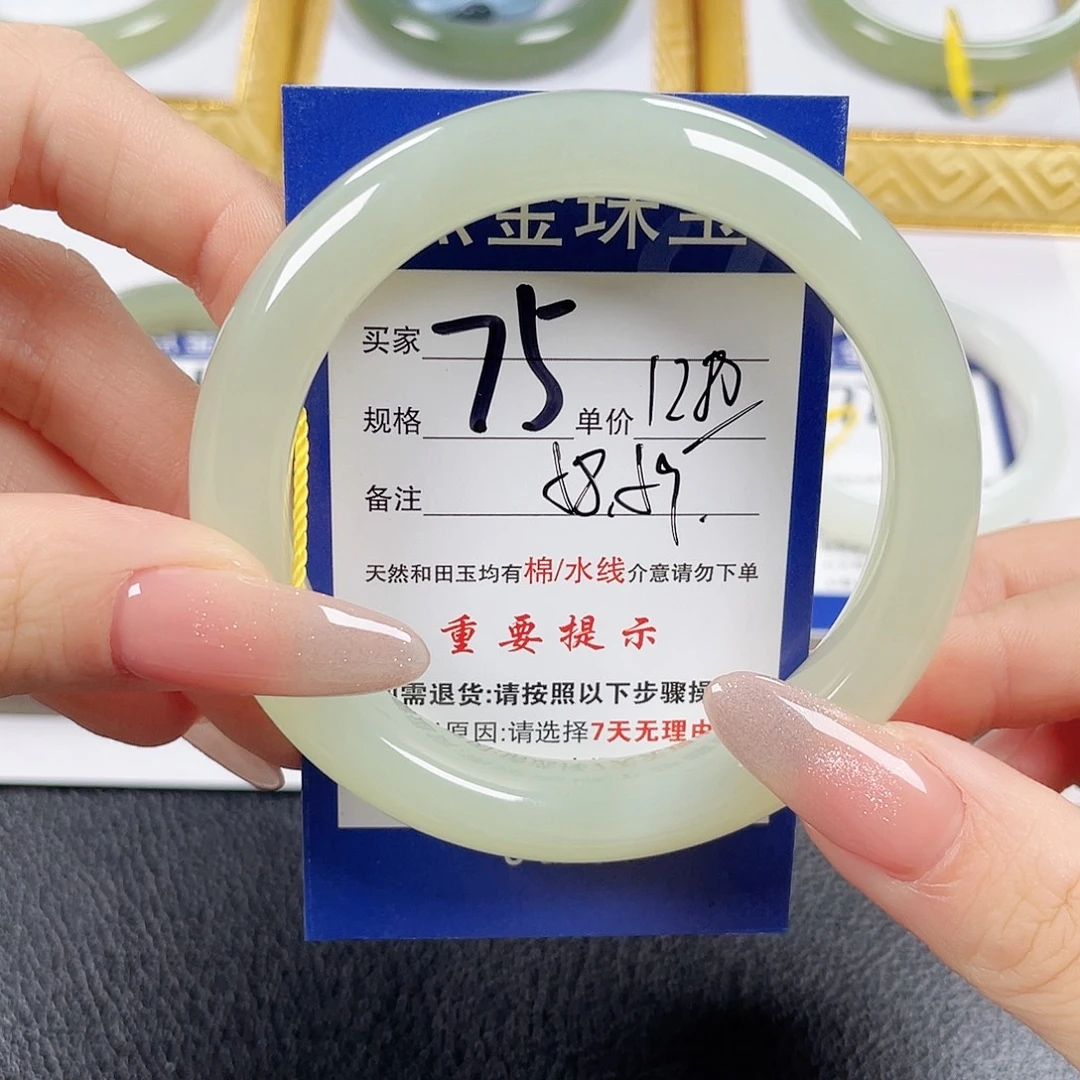 金珠宝
买家 75
规格 单价
备注 58.59.
天然和田玉均有棉/水线介意请勿下单
重要提示
需退货:请按照以下步骤操
原因:请选择7天无理由